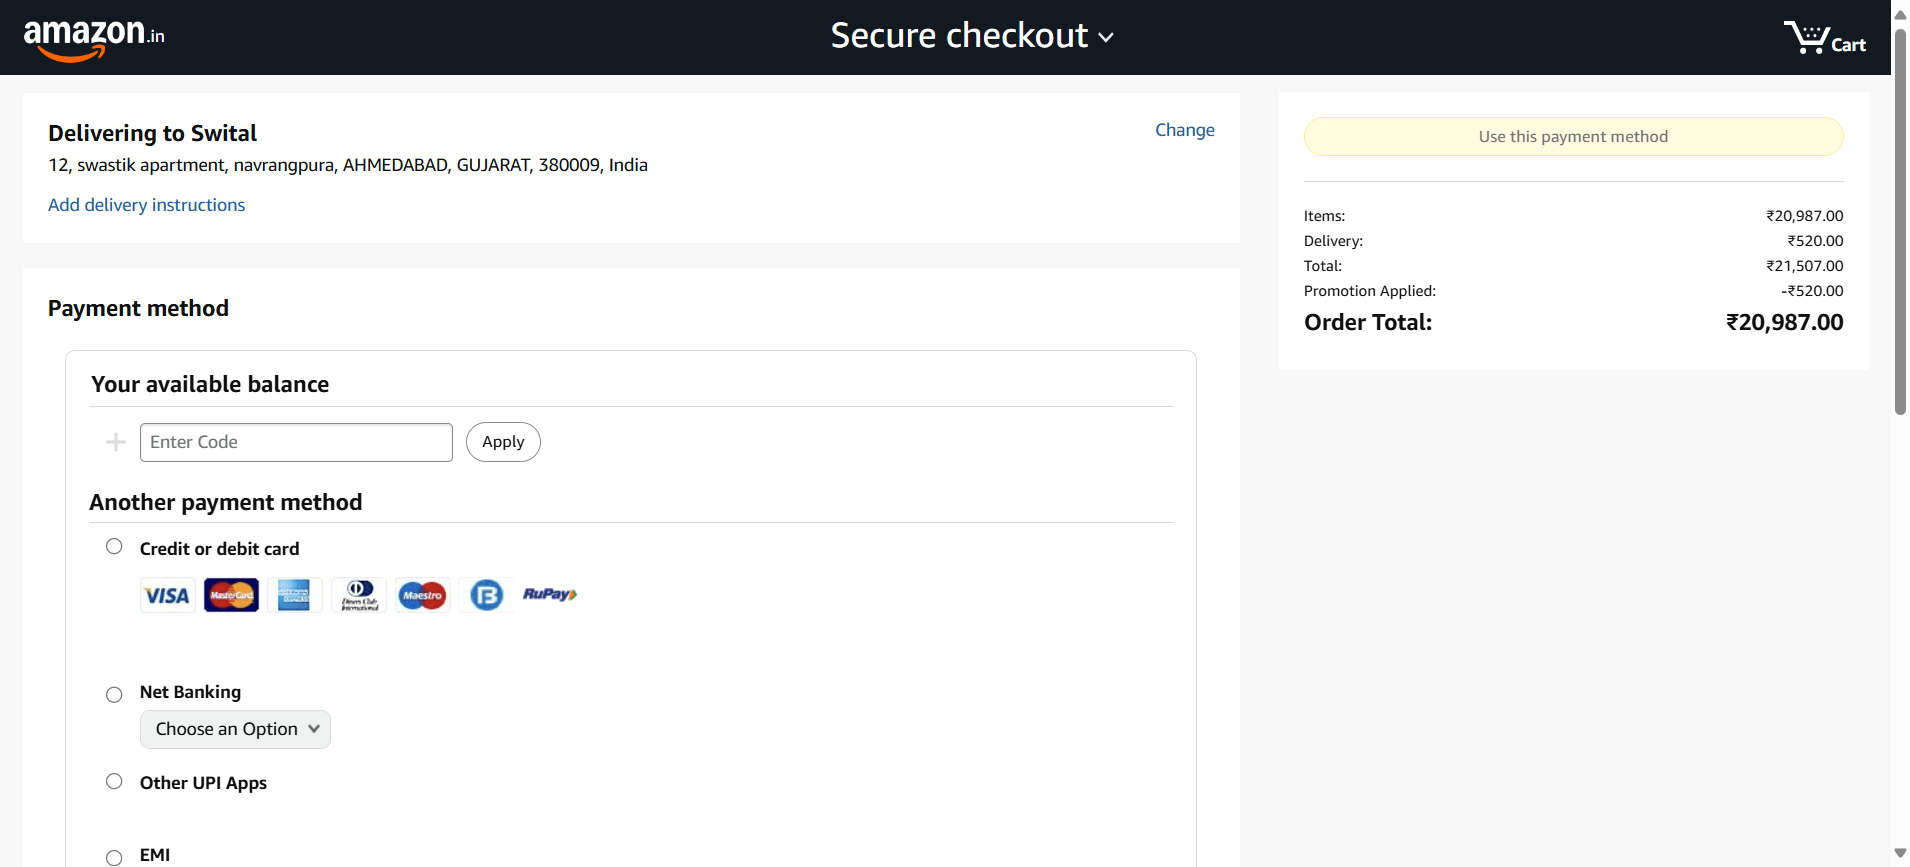 amazon.in
Secure checkout
Cart
Delivering to Swital
Change
12, swastik apartment, navrangpura, AHMEDABAD, GUJARAT, 380009, India
Add delivery instructions
Payment method
Your available balance
Enter Code
Apply
Another payment method
Credit or debit card
VISA MasterCard Diners Club International Maestro RuPay
Net Banking
Choose an Option
Other UPI Apps
EMI
Use this payment method
Items: ₹20,987.00
Delivery: ₹520.00
Total: ₹21,507.00
Promotion Applied: -₹520.00
Order Total: ₹20,987.00